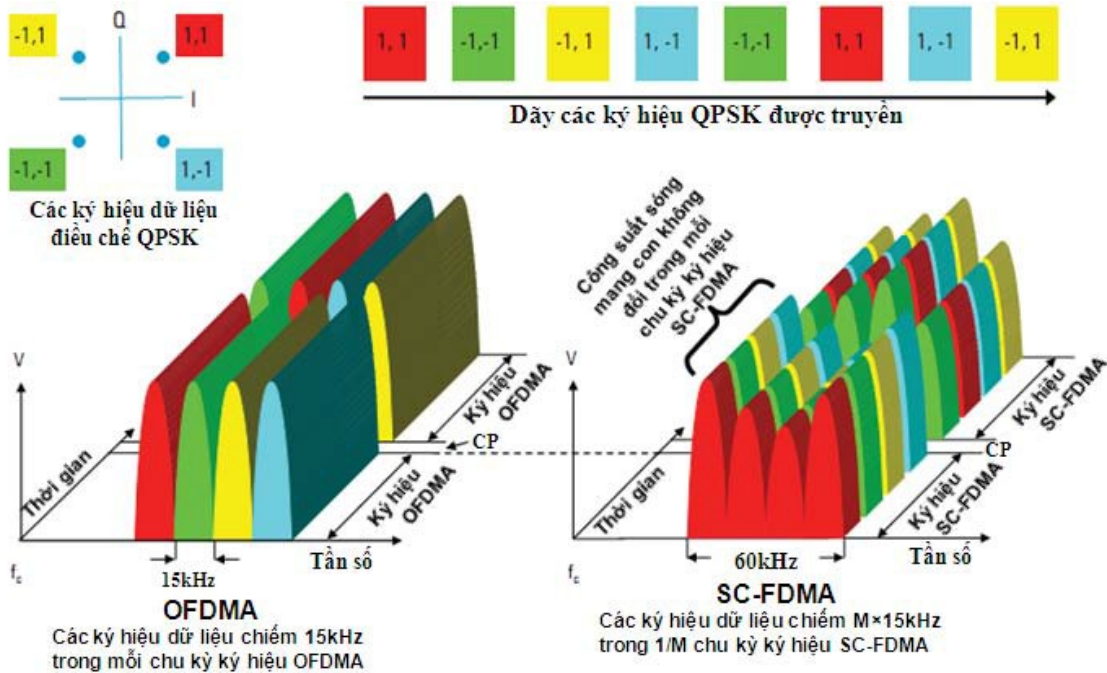 Q
-1,1
1,1
I
-1,-1
1,-1
Các ký hiệu dữ liệu
điều chế QPSK
1, 1
-1,-1
-1, 1
1, -1
-1,-1
1, 1
1, -1
-1, 1
Dãy các ký hiệu QPSK được truyền
V
Thời gian
fc
15kHz
Tần số
Ký hiệu
OFDMA
CP
Ký hiệu
OFDMA
OFDMA
Các ký hiệu dữ liệu chiếm 15kHz
trong mỗi chu kỳ ký hiệu OFDMA
Công suất sóng
mang con không
đổi trong mỗi
chu kỳ ký hiệu
SC-FDMA
V
Thời gian
fc
60kHz
Tần số
Ký hiệu
SC-FDMA
CP
Ký hiệu
SC-FDMA
SC-FDMA
Các ký hiệu dữ liệu chiếm M×15kHz
trong 1/M chu kỳ ký hiệu SC-FDMA